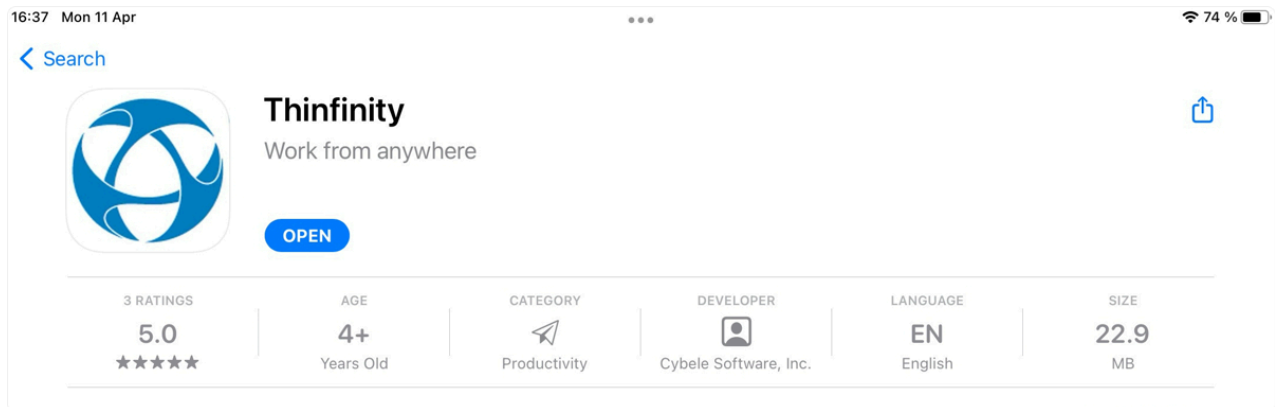 16:37 Mon 11 Apr
74 %
Search
Thinfinity
Work from anywhere
OPEN
3 RATINGS
5.0
AGE
4+
Years Old
CATEGORY
Productivity
DEVELOPER
Cybele Software, Inc.
LANGUAGE
EN
English
SIZE
22.9
MB